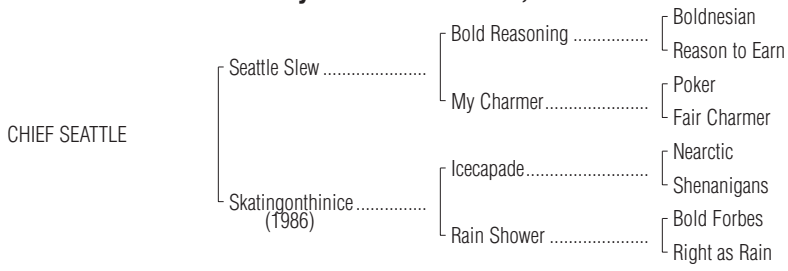 Boldnesian
Bold Reasoning ................
Reason to Earn
Seattle Slew ......................
Poker
My Charmer......................
Fair Charmer
CHIEF SEATTLE
Nearctic
Icecapade..........................
Shenanigans
Skatingonthinice ...............
(1986)
Bold Forbes
Rain Shower .....................
Right as Rain